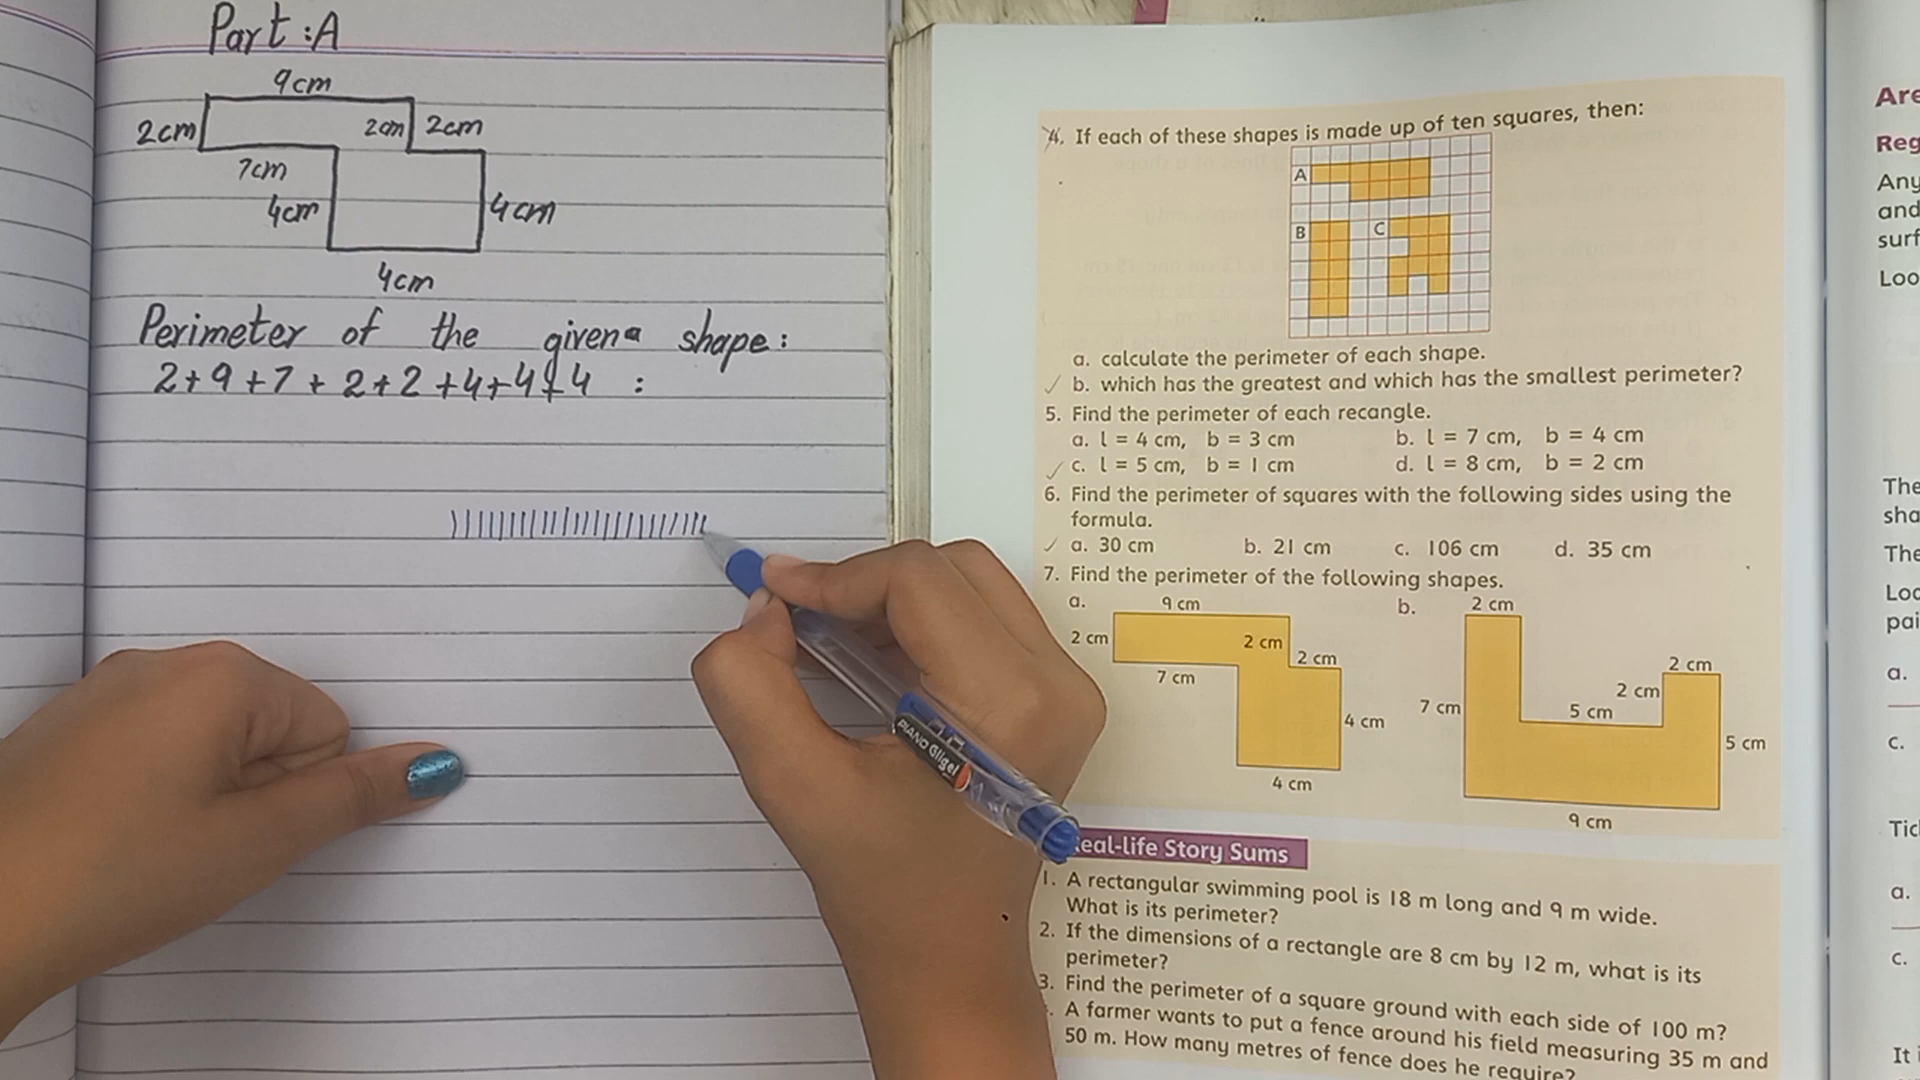 Part : A
9cm
2cm
2cm
2cm
7cm
4cm
4cm
4cm
Perimeter of the given shape:
2+9+7+2+2+4+4+4 :
4. If each of these shapes is made up of ten squares, then:
A
B
C
a. calculate the perimeter of each shape.
b. which has the greatest and which has the smallest perimeter?
5. Find the perimeter of each recangle.
a. l = 4 cm, b = 3 cm
b. l = 7 cm, b = 4 cm
c. l = 5 cm, b = 1 cm
d. l = 8 cm, b = 2 cm
6. Find the perimeter of squares with the following sides using the
formula.
a. 30 cm b. 21 cm c. 106 cm d. 35 cm
7. Find the perimeter of the following shapes.
a.
9 cm
2 cm
2 cm
2 cm
7 cm
4 cm
4 cm
b.
2 cm
2 cm
2 cm
5 cm
7 cm
5 cm
9 cm
eal-life Story Sums
1. A rectangular swimming pool is 18 m long and 9 m wide.
What is its perimeter?
2. If the dimensions of a rectangle are 8 cm by 12 m, what is its
perimeter?
3. Find the perimeter of a square ground with each side of 100 m?
. A farmer wants to put a fence around his field measuring 35 m and
50 m. How many metres of fence does he require?
PIANO Gligel
Are
Reg
Any
and
surf
Loo
The
sha
The
Loo
pai
a.
c.
Tic
a.
c.
It i